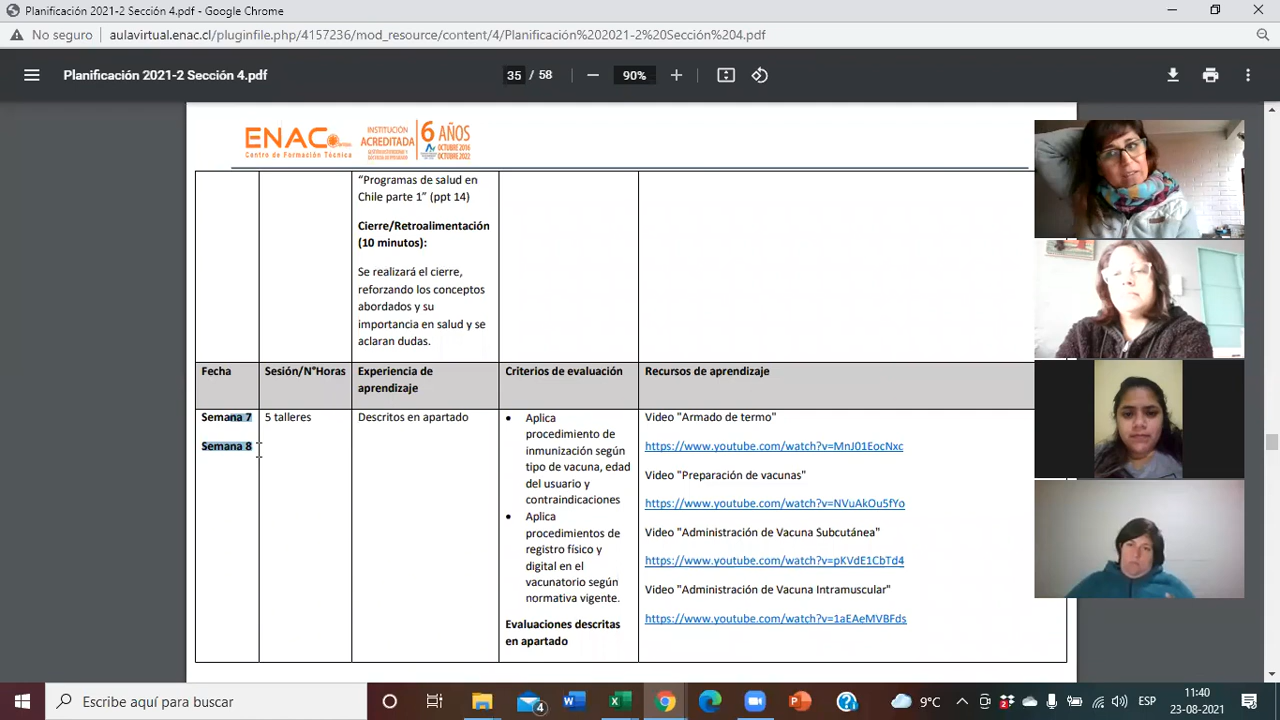 Planificación 2021-2 Sección 4.pdf - Google Chrome
No seguro aulavirtual.enac.cl/pluginfile.php/4157236/mod_resource/content/4/Planificación%202021-2%20Sección%204.pdf
Planificación 2021-2 Sección 4.pdf
35 / 58
90%
ENAC
Centro de Formación Técnica
INSTITUCIÓN
ACREDITADA
6 AÑOS
OCTUBRE 2016
OCTUBRE 2022
“Programas de salud en
Chile parte 1” (ppt 14)
Cierre/Retroalimentación
(10 minutos):
Se realizará el cierre,
reforzando los conceptos
abordados y su
importancia en salud y se
aclaran dudas.
Fecha
Sesión/N°Horas
Experiencia de
aprendizaje
Criterios de evaluación
Recursos de aprendizaje
Semana 7
Semana 8
5 talleres
Descritos en apartado
• Aplica
procedimiento de
inmunización según
tipo de vacuna, edad
del usuario y
contraindicaciones
• Aplica
procedimientos de
registro físico y
digital en el
vacunatorio según
normativa vigente.
Evaluaciones descritas
en apartado
Video "Armado de termo"
https://www.youtube.com/watch?v=MnJ01EocNxc
Video "Preparación de vacunas"
https://www.youtube.com/watch?v=NVuAkOu5fYo
Video "Administración de Vacuna Subcutánea"
https://www.youtube.com/watch?v=pKVdE1CbTd4
Video "Administración de Vacuna Intramuscular"
https://www.youtube.com/watch?v=1aEAeMVBFds
Escribe aquí para buscar
4
9°C
ESP
11:40
23-08-2021